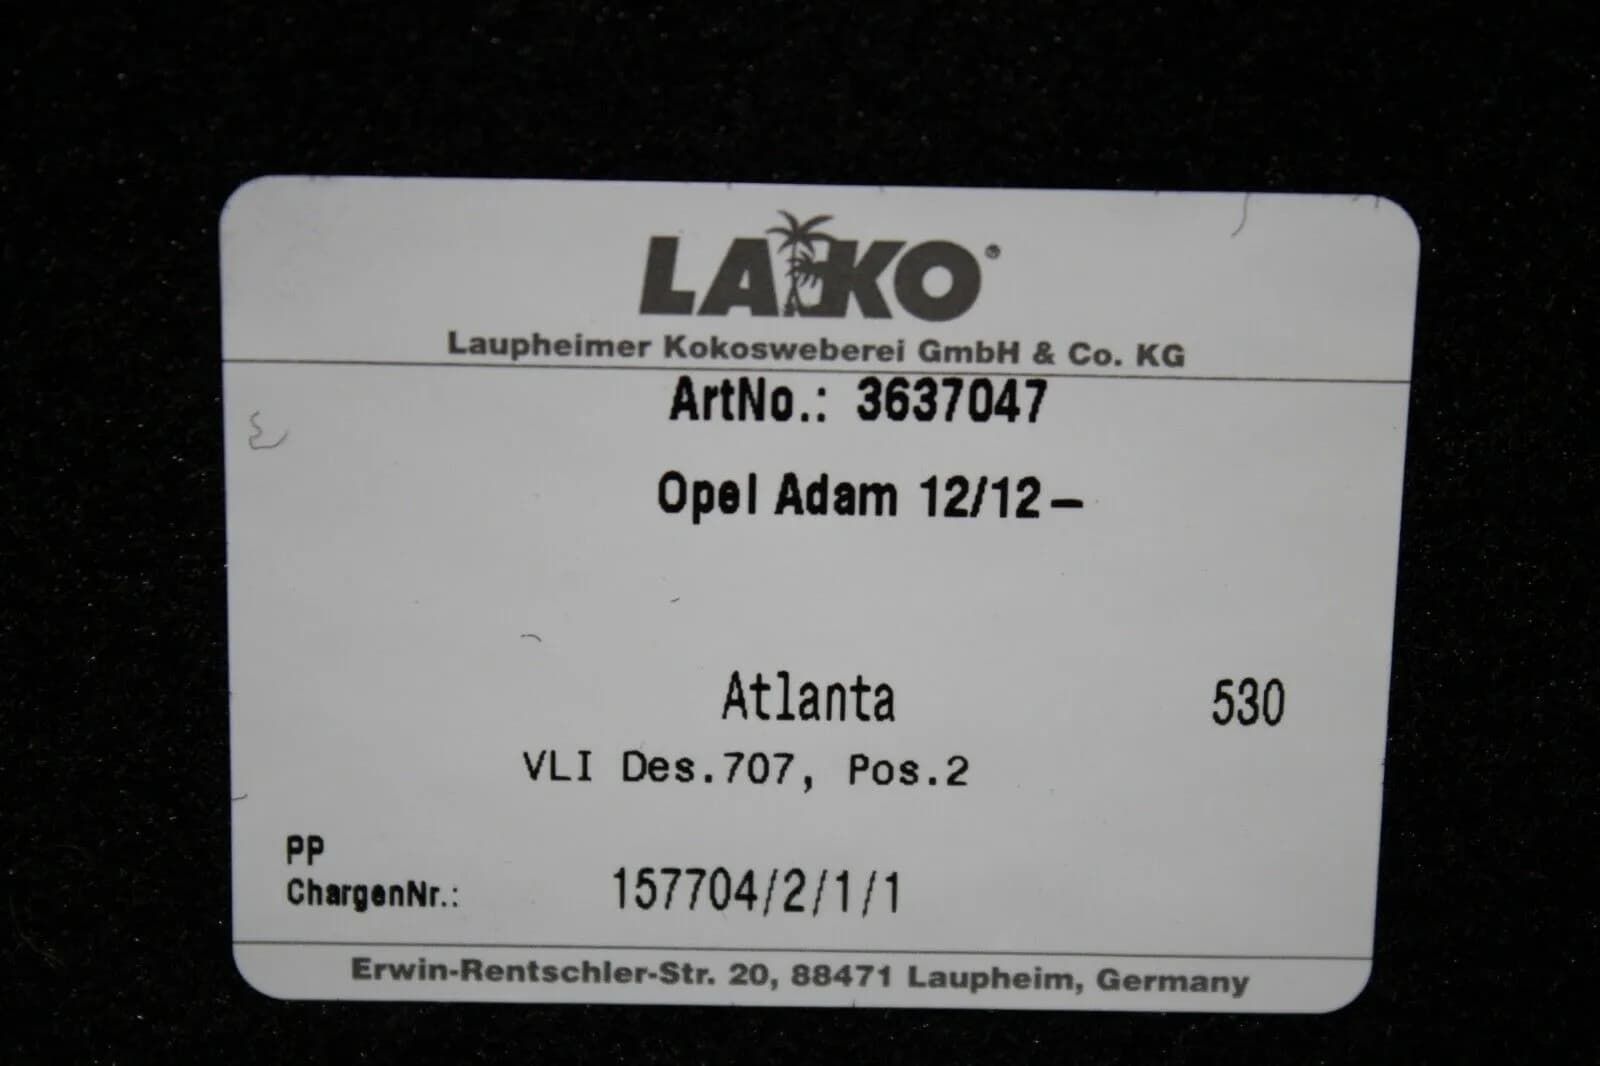 LAKO®
Laupheimer Kokosweberei GmbH & Co. KG
ArtNo.: 3637047
Opel Adam 12/12-
Atlanta 530
VLI Des.707, Pos.2
PP
ChargenNr.: 157704/2/1/1
Erwin-Rentschler-Str. 20, 88471 Laupheim, Germany